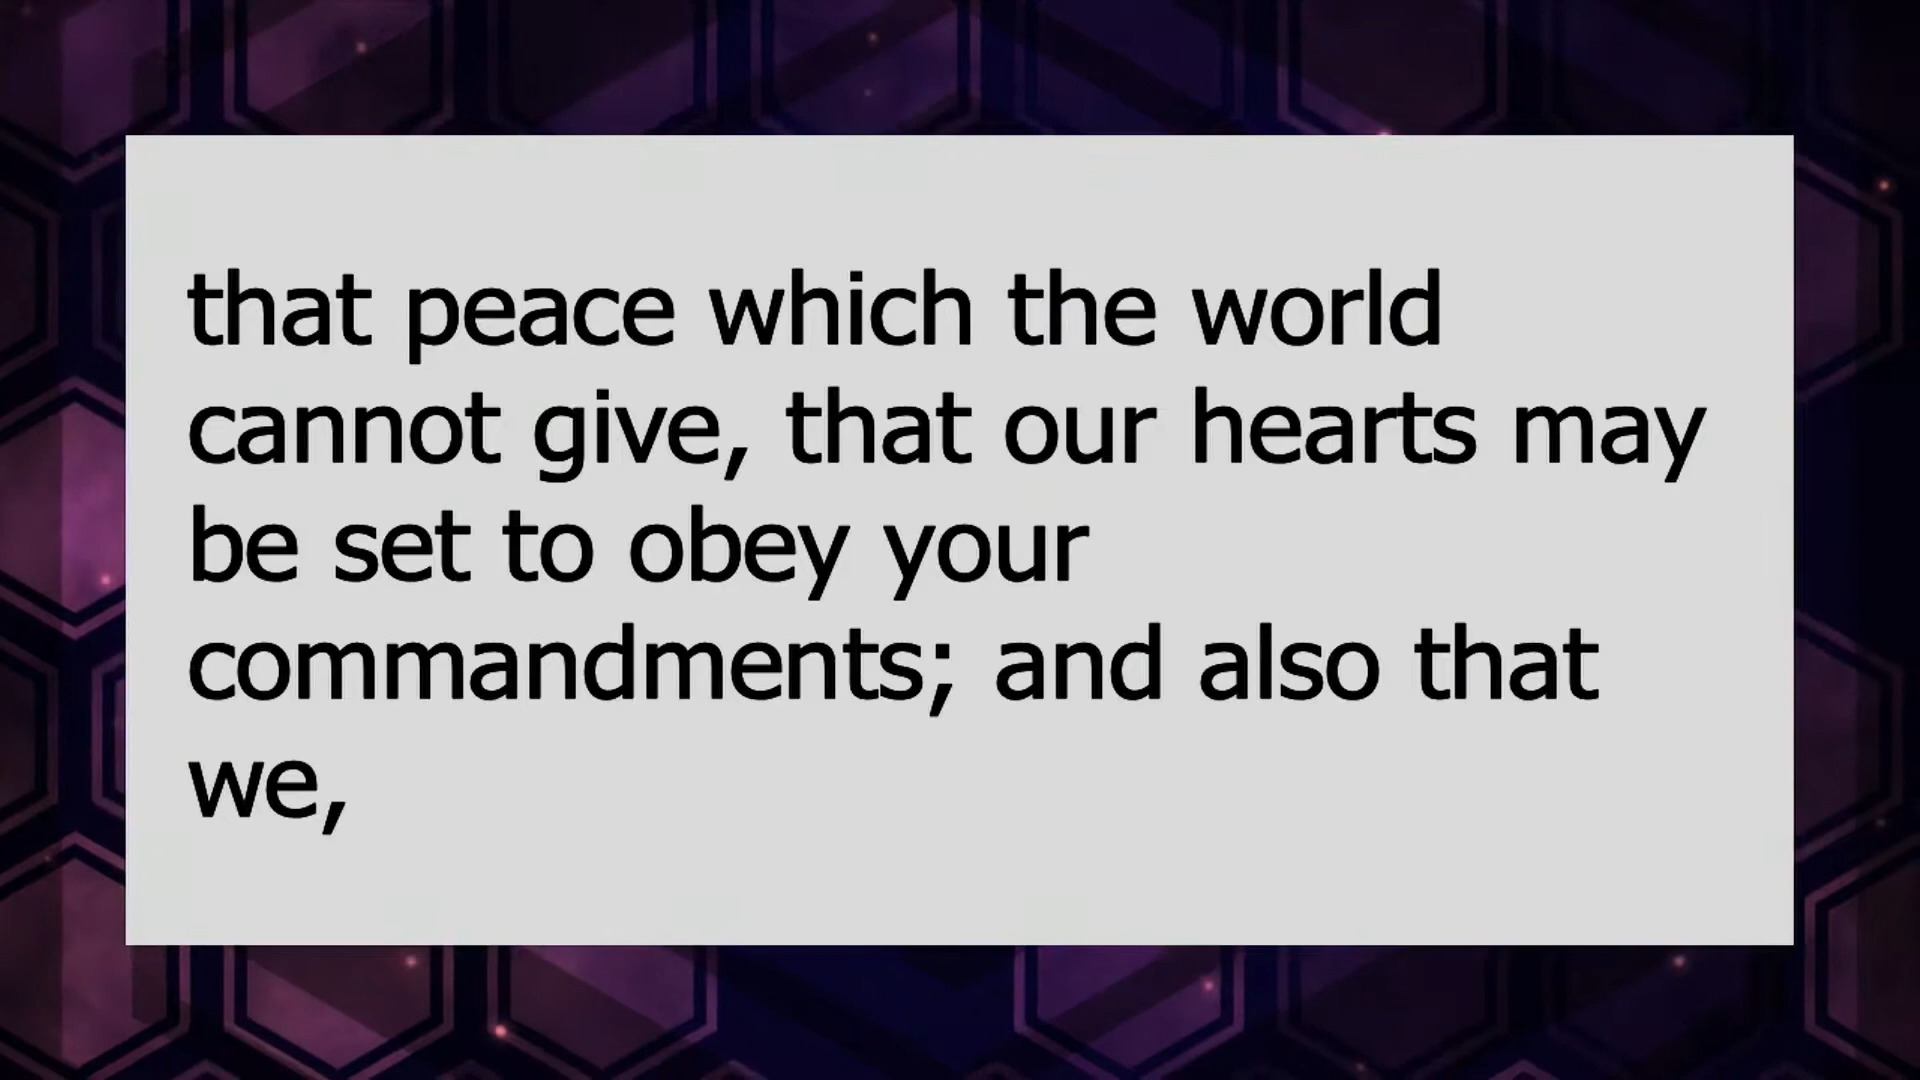 that peace which the world
cannot give, that our hearts may
be set to obey your
commandments; and also that
we,